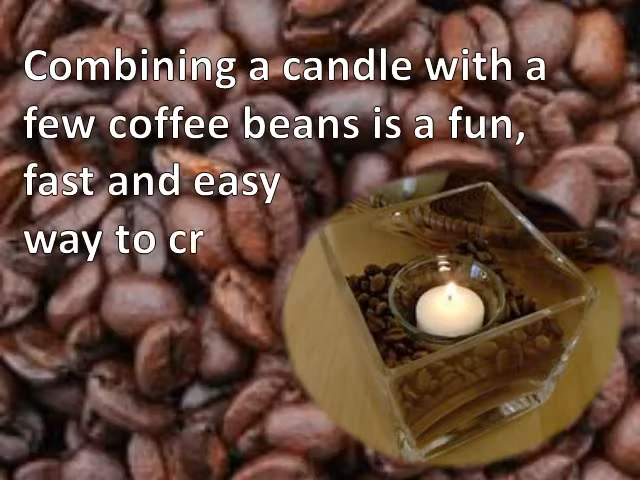 Combining a candle with a
few coffee beans is a fun,
fast and easy
way to cr